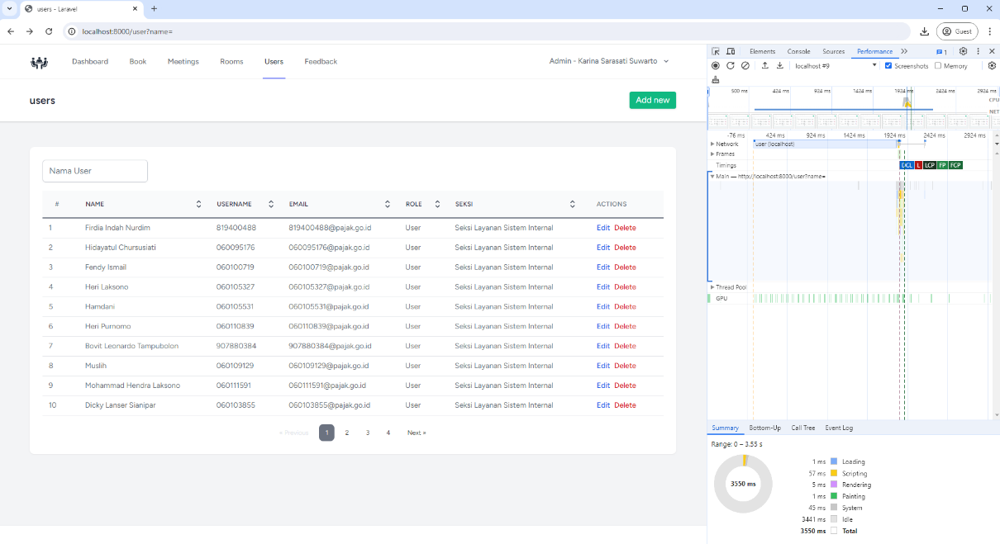 users - Laravel
localhost:8000/user?name=
Guest
Dashboard Book Meetings Rooms Users Feedback
Admin - Karina Sarasati Suwarto
users
Add new
Nama User
# NAME USERNAME EMAIL ROLE SEKSI ACTIONS
1 Firdia Indah Nurdim 819400488 819400488@pajak.go.id User Seksi Layanan Sistem Internal Edit Delete
2 Hidayatul Chursusiati 060095176 060095176@pajak.go.id User Seksi Layanan Sistem Internal Edit Delete
3 Fendy Ismail 060100719 060100719@pajak.go.id User Seksi Layanan Sistem Internal Edit Delete
4 Heri Laksono 060105327 060105327@pajak.go.id User Seksi Layanan Sistem Internal Edit Delete
5 Hamdani 060105531 060105531@pajak.go.id User Seksi Layanan Sistem Internal Edit Delete
6 Heri Purnomo 060110839 060110839@pajak.go.id User Seksi Layanan Sistem Internal Edit Delete
7 Bovit Leonardo Tampubolon 907880384 907880384@pajak.go.id User Seksi Layanan Sistem Internal Edit Delete
8 Muslih 060109129 060109129@pajak.go.id User Seksi Layanan Sistem Internal Edit Delete
9 Mohammad Hendra Laksono 060111591 060111591@pajak.go.id User Seksi Layanan Sistem Internal Edit Delete
10 Dicky Lanser Sianipar 060103855 060103855@pajak.go.id User Seksi Layanan Sistem Internal Edit Delete
« Previous 1 2 3 4 Next »
Elements Console Sources Performance 1
localhost #9 Screenshots Memory
500 ms 424 ms 924 ms 1424 ms 1924 ms 2424 ms 2924 ms
CPU
NET
-76 ms 424 ms 924 ms 1424 ms 1924 ms 2424 ms 2924 ms
Network user (localhost)
Frames
Timings DCL L LCP FP FCP
Main — http://localhost:8000/user?name=
Thread Pool
GPU
Summary Bottom-Up Call Tree Event Log
Range: 0 – 3.55 s
3550 ms
1 ms Loading
57 ms Scripting
5 ms Rendering
1 ms Painting
45 ms System
3441 ms Idle
3550 ms Total